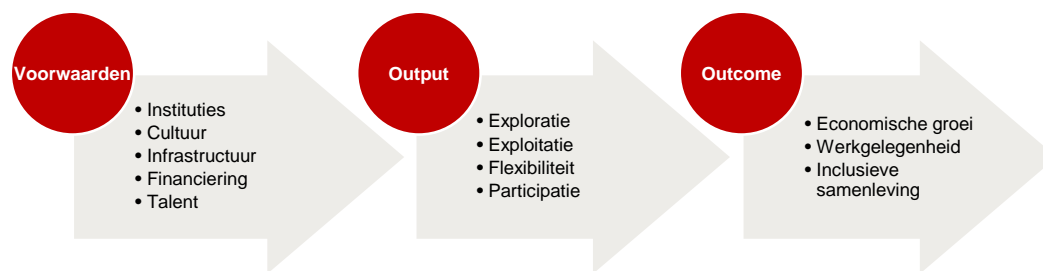 Voorwaarden
• Instituties
• Cultuur
• Infrastructuur
• Financiering
• Talent
Output
• Exploratie
• Exploitatie
• Flexibiliteit
• Participatie
Outcome
• Economische groei
• Werkgelegenheid
• Inclusieve
samenleving